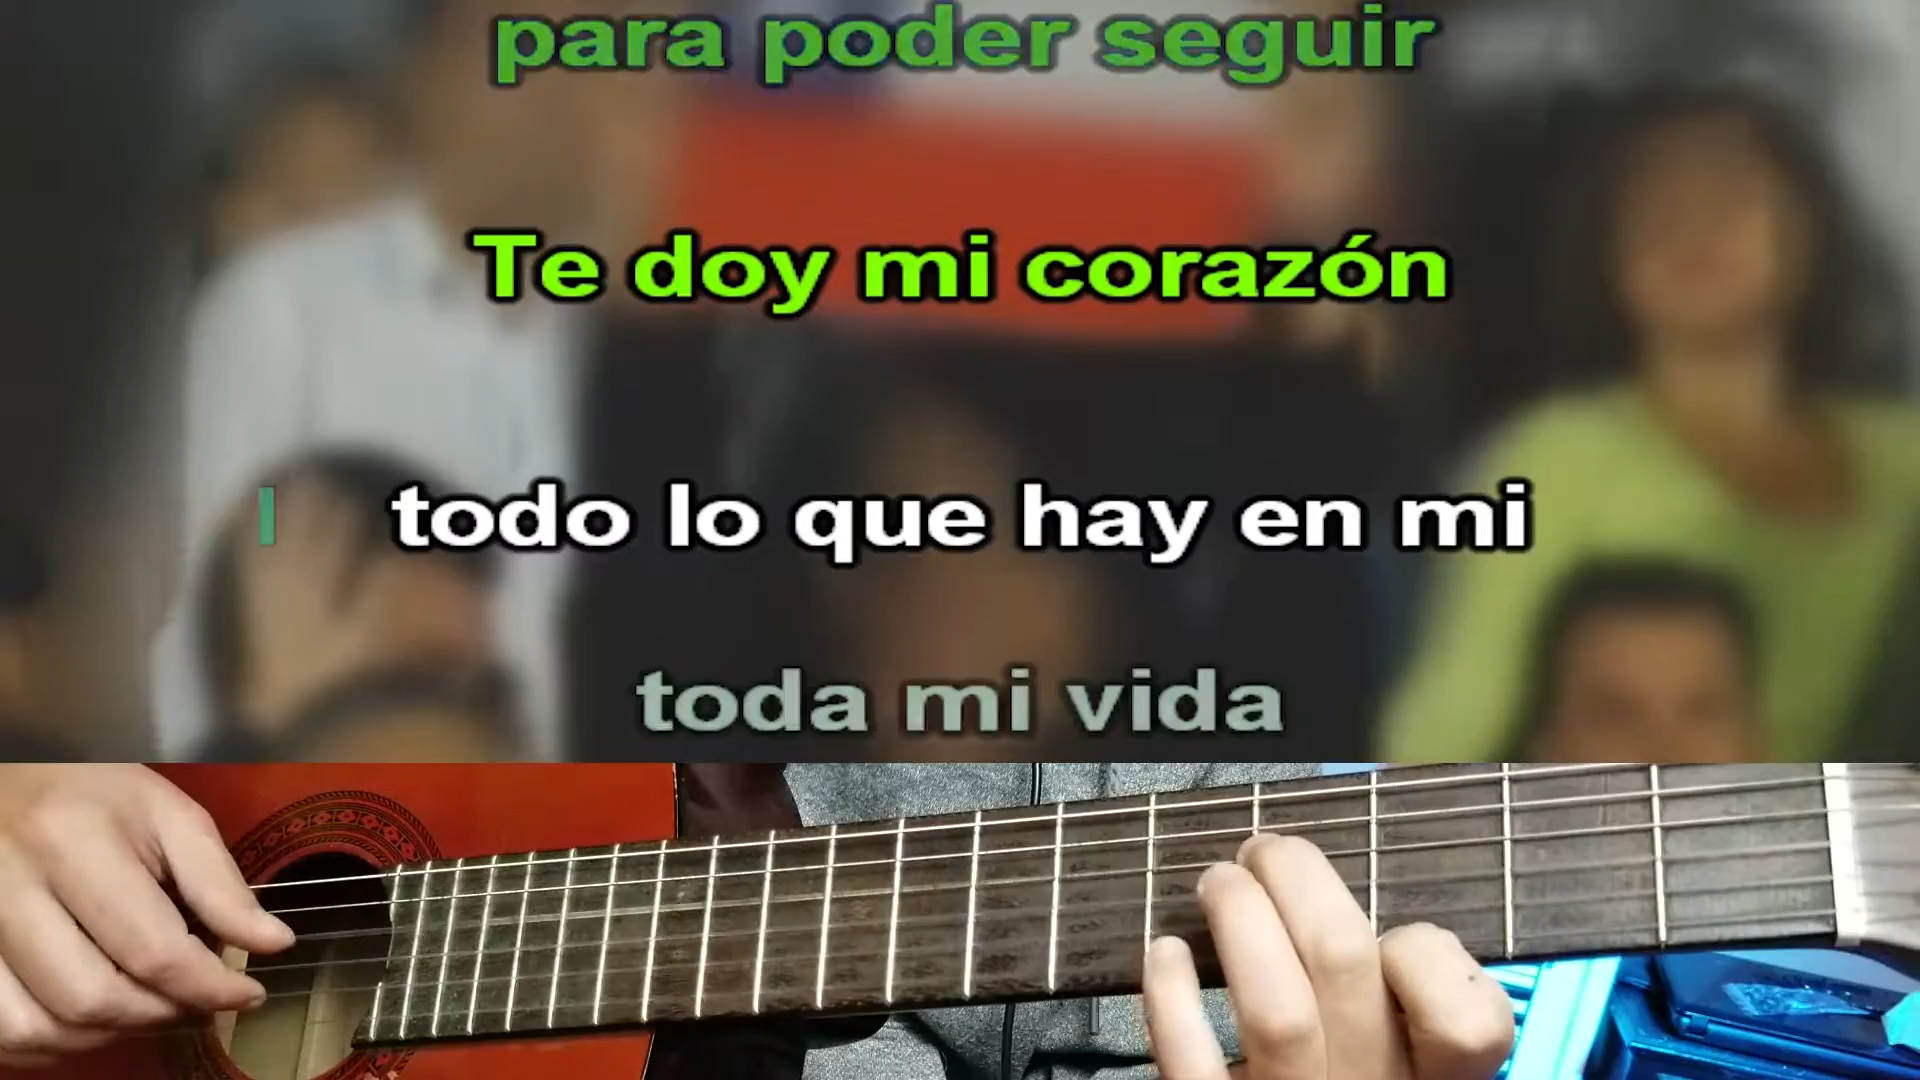 para poder seguir
Te doy mi corazón
todo lo que hay en mi
toda mi vida